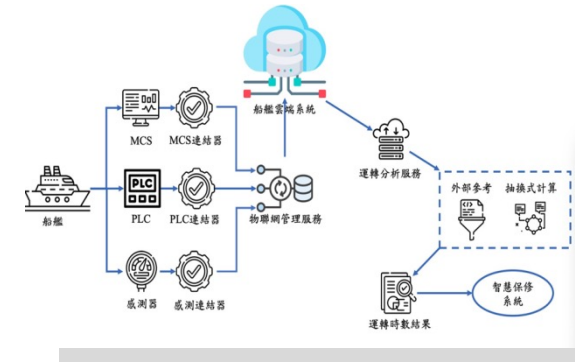 船艦雲端系統
MCS
MCS連結器
運轉分析服務
外部參考
抽換式計算
PLC
船艦
PLC
PLC連結器
物聯網管理服務
感測器
感測連結器
智慧保修
系統
運轉時數結果